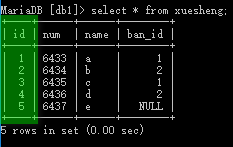 MariaDB [db1]> select * from xuesheng;
| id | num | name | ban_id |
| 1 | 6433 | a | 1 |
| 2 | 6434 | b | 2 |
| 3 | 6435 | c | 1 |
| 4 | 6436 | d | 2 |
| 5 | 6437 | e | NULL |
5 rows in set (0.00 sec)